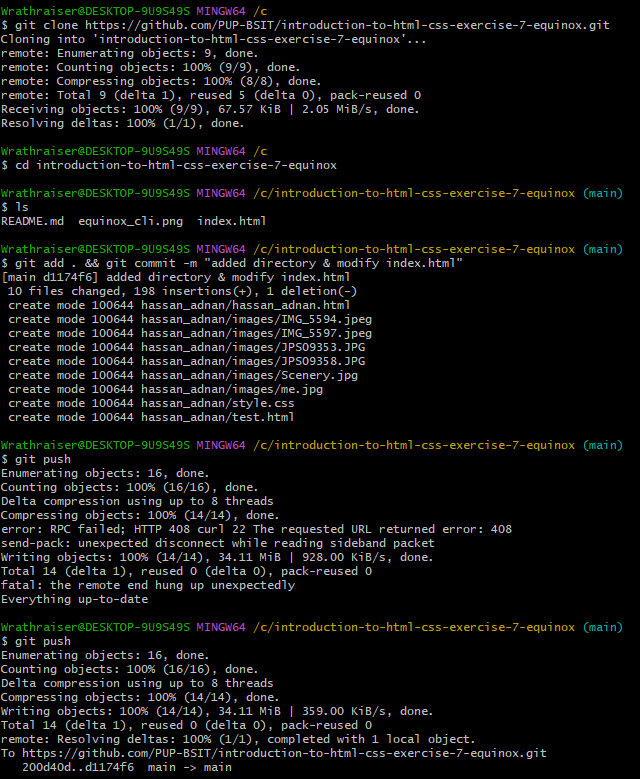 Wrathraiser@DESKTOP-9U9S49S MINGW64 /c
$ git clone https://github.com/PUP-BSIT/introduction-to-html-css-exercise-7-equinox.git
Cloning into 'introduction-to-html-css-exercise-7-equinox'...
remote: Enumerating objects: 9, done.
remote: Counting objects: 100% (9/9), done.
remote: Compressing objects: 100% (8/8), done.
remote: Total 9 (delta 1), reused 5 (delta 0), pack-reused 0
Receiving objects: 100% (9/9), 67.57 KiB | 2.05 MiB/s, done.
Resolving deltas: 100% (1/1), done.
Wrathraiser@DESKTOP-9U9S49S MINGW64 /c
$ cd introduction-to-html-css-exercise-7-equinox
Wrathraiser@DESKTOP-9U9S49S MINGW64 /c/introduction-to-html-css-exercise-7-equinox (main)
$ ls
README.md  equinox_cli.png  index.html
Wrathraiser@DESKTOP-9U9S49S MINGW64 /c/introduction-to-html-css-exercise-7-equinox (main)
$ git add . && git commit -m "added directory & modify index.html"
[main d1174f6] added directory & modify index.html
 10 files changed, 198 insertions(+), 1 deletion(-)
 create mode 100644 hassan_adnan/hassan_adnan.html
 create mode 100644 hassan_adnan/images/IMG_5594.jpeg
 create mode 100644 hassan_adnan/images/IMG_5597.jpeg
 create mode 100644 hassan_adnan/images/JPS09353.JPG
 create mode 100644 hassan_adnan/images/JPS09358.JPG
 create mode 100644 hassan_adnan/images/Scenery.jpg
 create mode 100644 hassan_adnan/images/me.jpg
 create mode 100644 hassan_adnan/style.css
 create mode 100644 hassan_adnan/test.html
Wrathraiser@DESKTOP-9U9S49S MINGW64 /c/introduction-to-html-css-exercise-7-equinox (main)
$ git push
Enumerating objects: 16, done.
Counting objects: 100% (16/16), done.
Delta compression using up to 8 threads
Compressing objects: 100% (14/14), done.
error: RPC failed; HTTP 408 curl 22 The requested URL returned error: 408
send-pack: unexpected disconnect while reading sideband packet
Writing objects: 100% (14/14), 34.11 MiB | 928.00 KiB/s, done.
Total 14 (delta 1), reused 0 (delta 0), pack-reused 0
fatal: the remote end hung up unexpectedly
Everything up-to-date
Wrathraiser@DESKTOP-9U9S49S MINGW64 /c/introduction-to-html-css-exercise-7-equinox (main)
$ git push
Enumerating objects: 16, done.
Counting objects: 100% (16/16), done.
Delta compression using up to 8 threads
Compressing objects: 100% (14/14), done.
Writing objects: 100% (14/14), 34.11 MiB | 359.00 KiB/s, done.
Total 14 (delta 1), reused 0 (delta 0), pack-reused 0
remote: Resolving deltas: 100% (1/1), completed with 1 local object.
To https://github.com/PUP-BSIT/introduction-to-html-css-exercise-7-equinox.git
   200d40d..d1174f6  main -> main